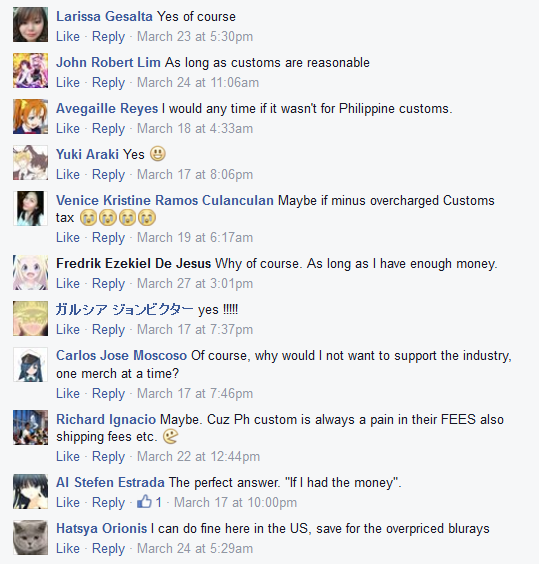 Larissa Gesalta Yes of course
Like · Reply · March 23 at 5:30pm
John Robert Lim As long as customs are reasonable
Like · Reply · March 24 at 11:06am
Avegaille Reyes I would any time if it wasn't for Philippine customs.
Like · Reply · March 18 at 4:33am
Yuki Araki Yes 😃
Like · Reply · March 17 at 8:06pm
Venice Kristine Ramos Culanculan Maybe if minus overcharged Customs
tax 😭😭😭😭
Like · Reply · March 19 at 6:17am
Fredrik Ezekiel De Jesus Why of course. As long as I have enough money.
Like · Reply · March 27 at 3:01pm
ガルシア ジョンビクター yes !!!!!
Like · Reply · March 17 at 7:37pm
Carlos Jose Moscoso Of course, why would I not want to support the industry,
one merch at a time?
Like · Reply · March 17 at 7:46pm
Richard Ignacio Maybe. Cuz Ph custom is always a pain in their FEES also
shipping fees etc.
Like · Reply · March 22 at 12:44pm
Al Stefen Estrada The perfect answer. "If I had the money".
Like · Reply · 1 · March 17 at 10:00pm
Hatsya Orionis I can do fine here in the US, save for the overpriced blurays
Like · Reply · March 24 at 5:29am